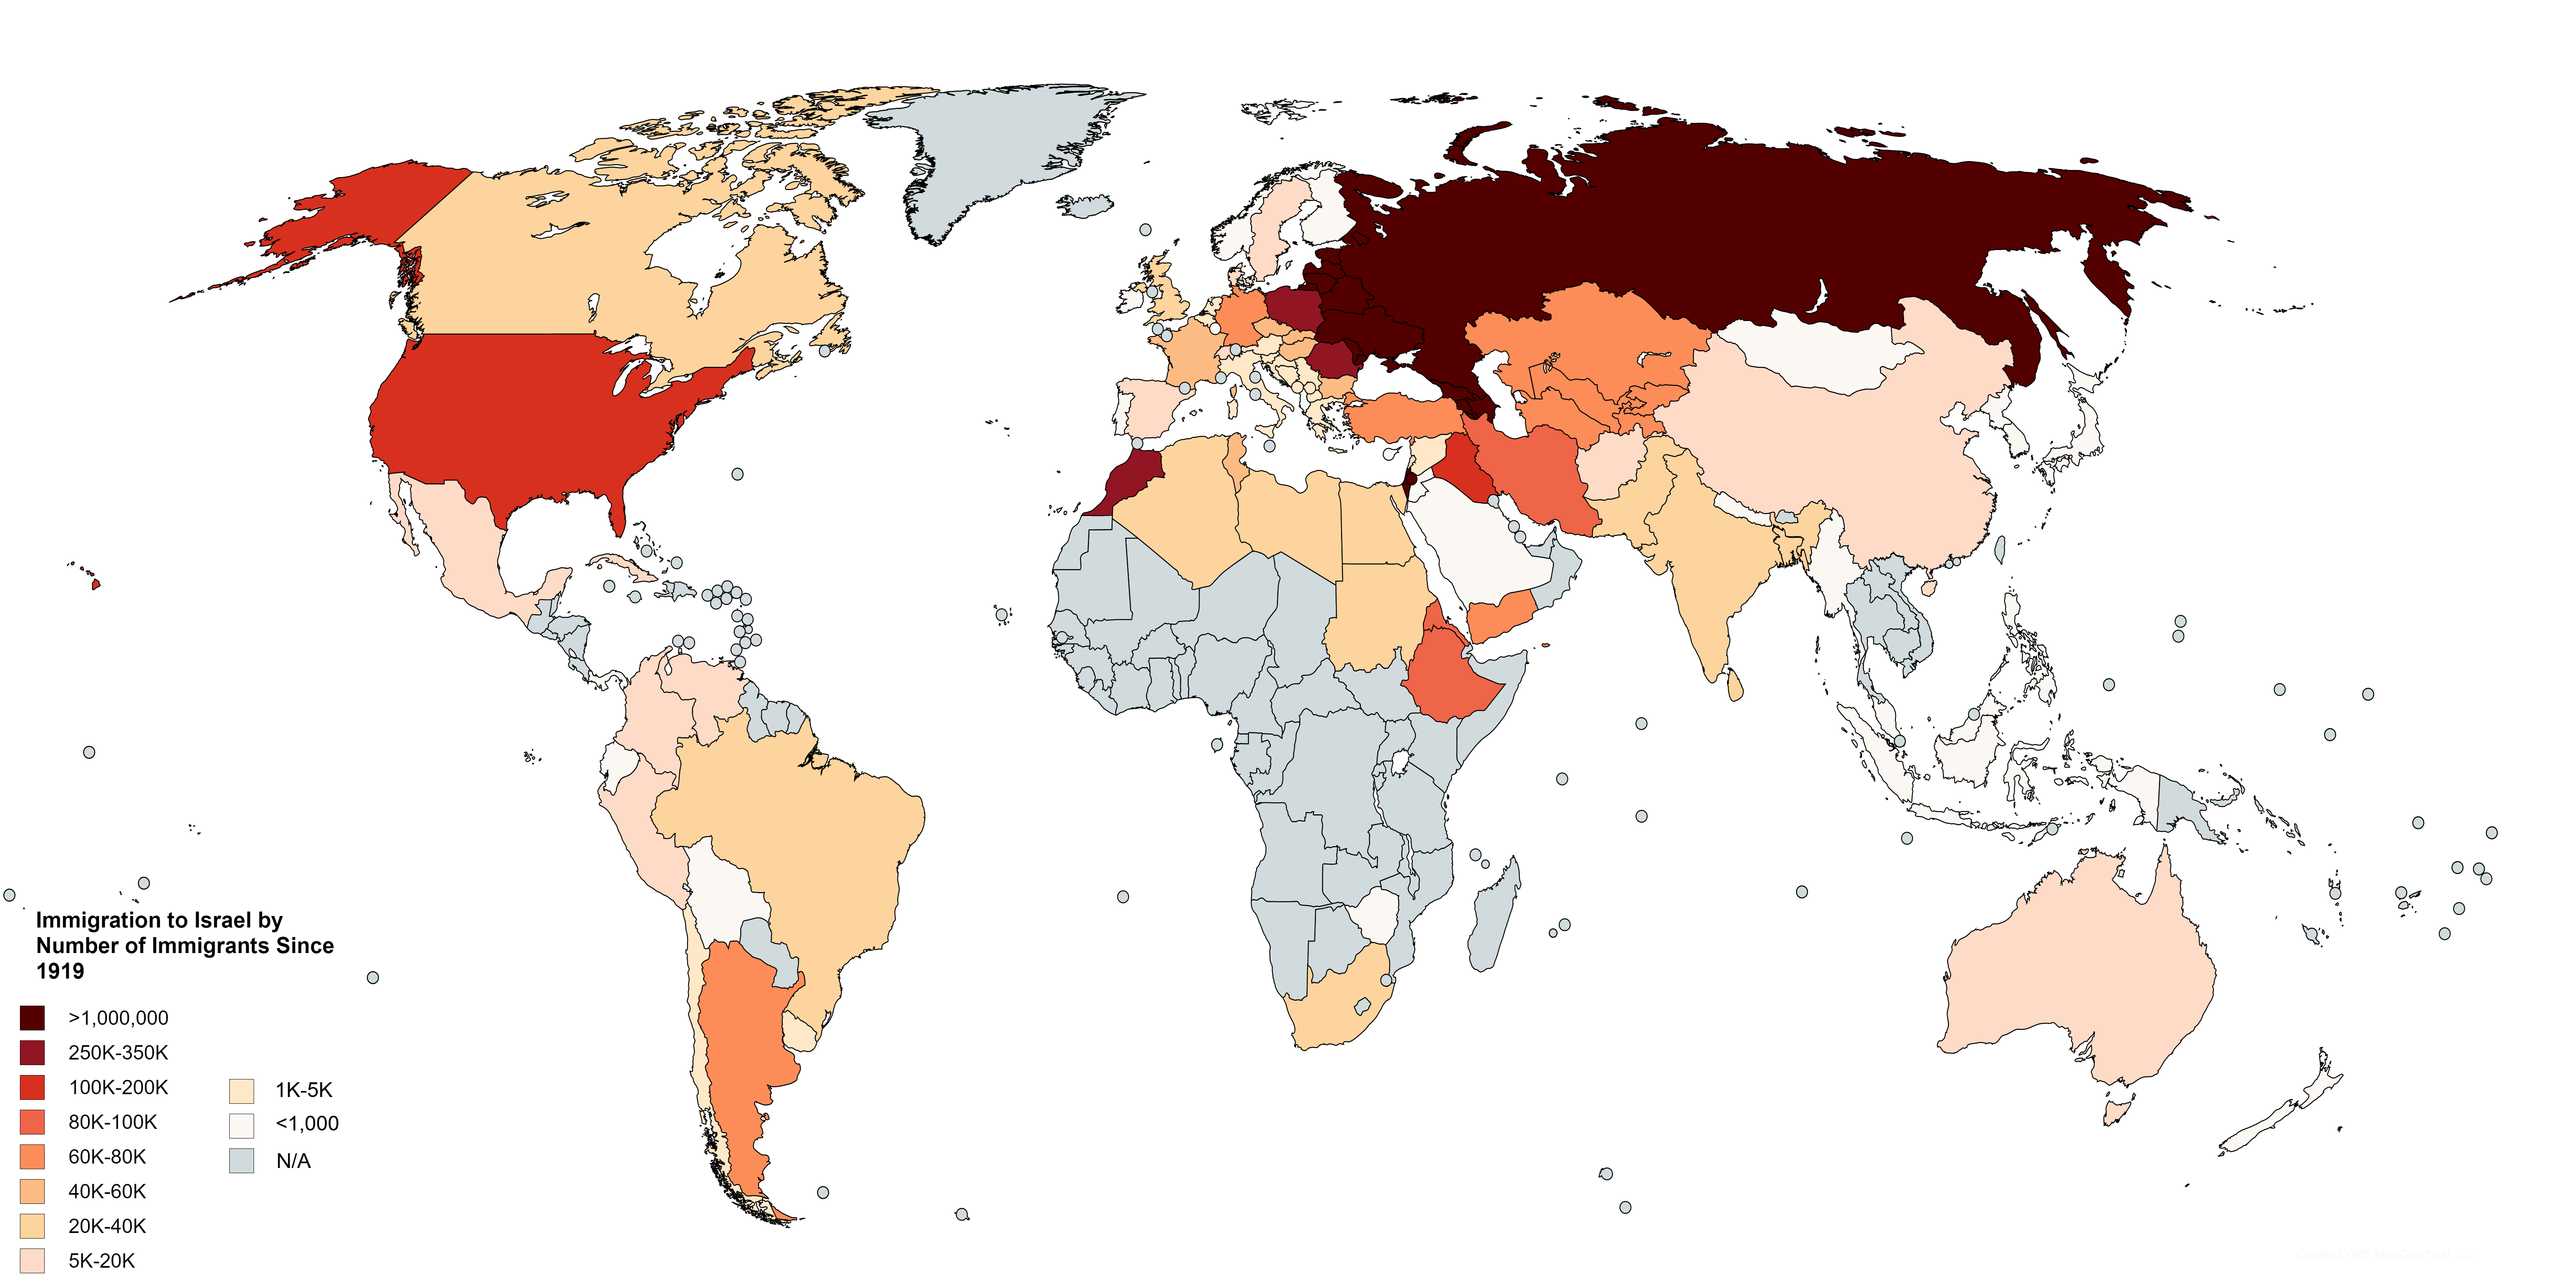 Immigration to Israel by
Number of Immigrants Since
1919
>1,000,000
250K-350K
100K-200K
80K-100K
60K-80K
40K-60K
20K-40K
5K-20K
1K-5K
<1,000
N/A